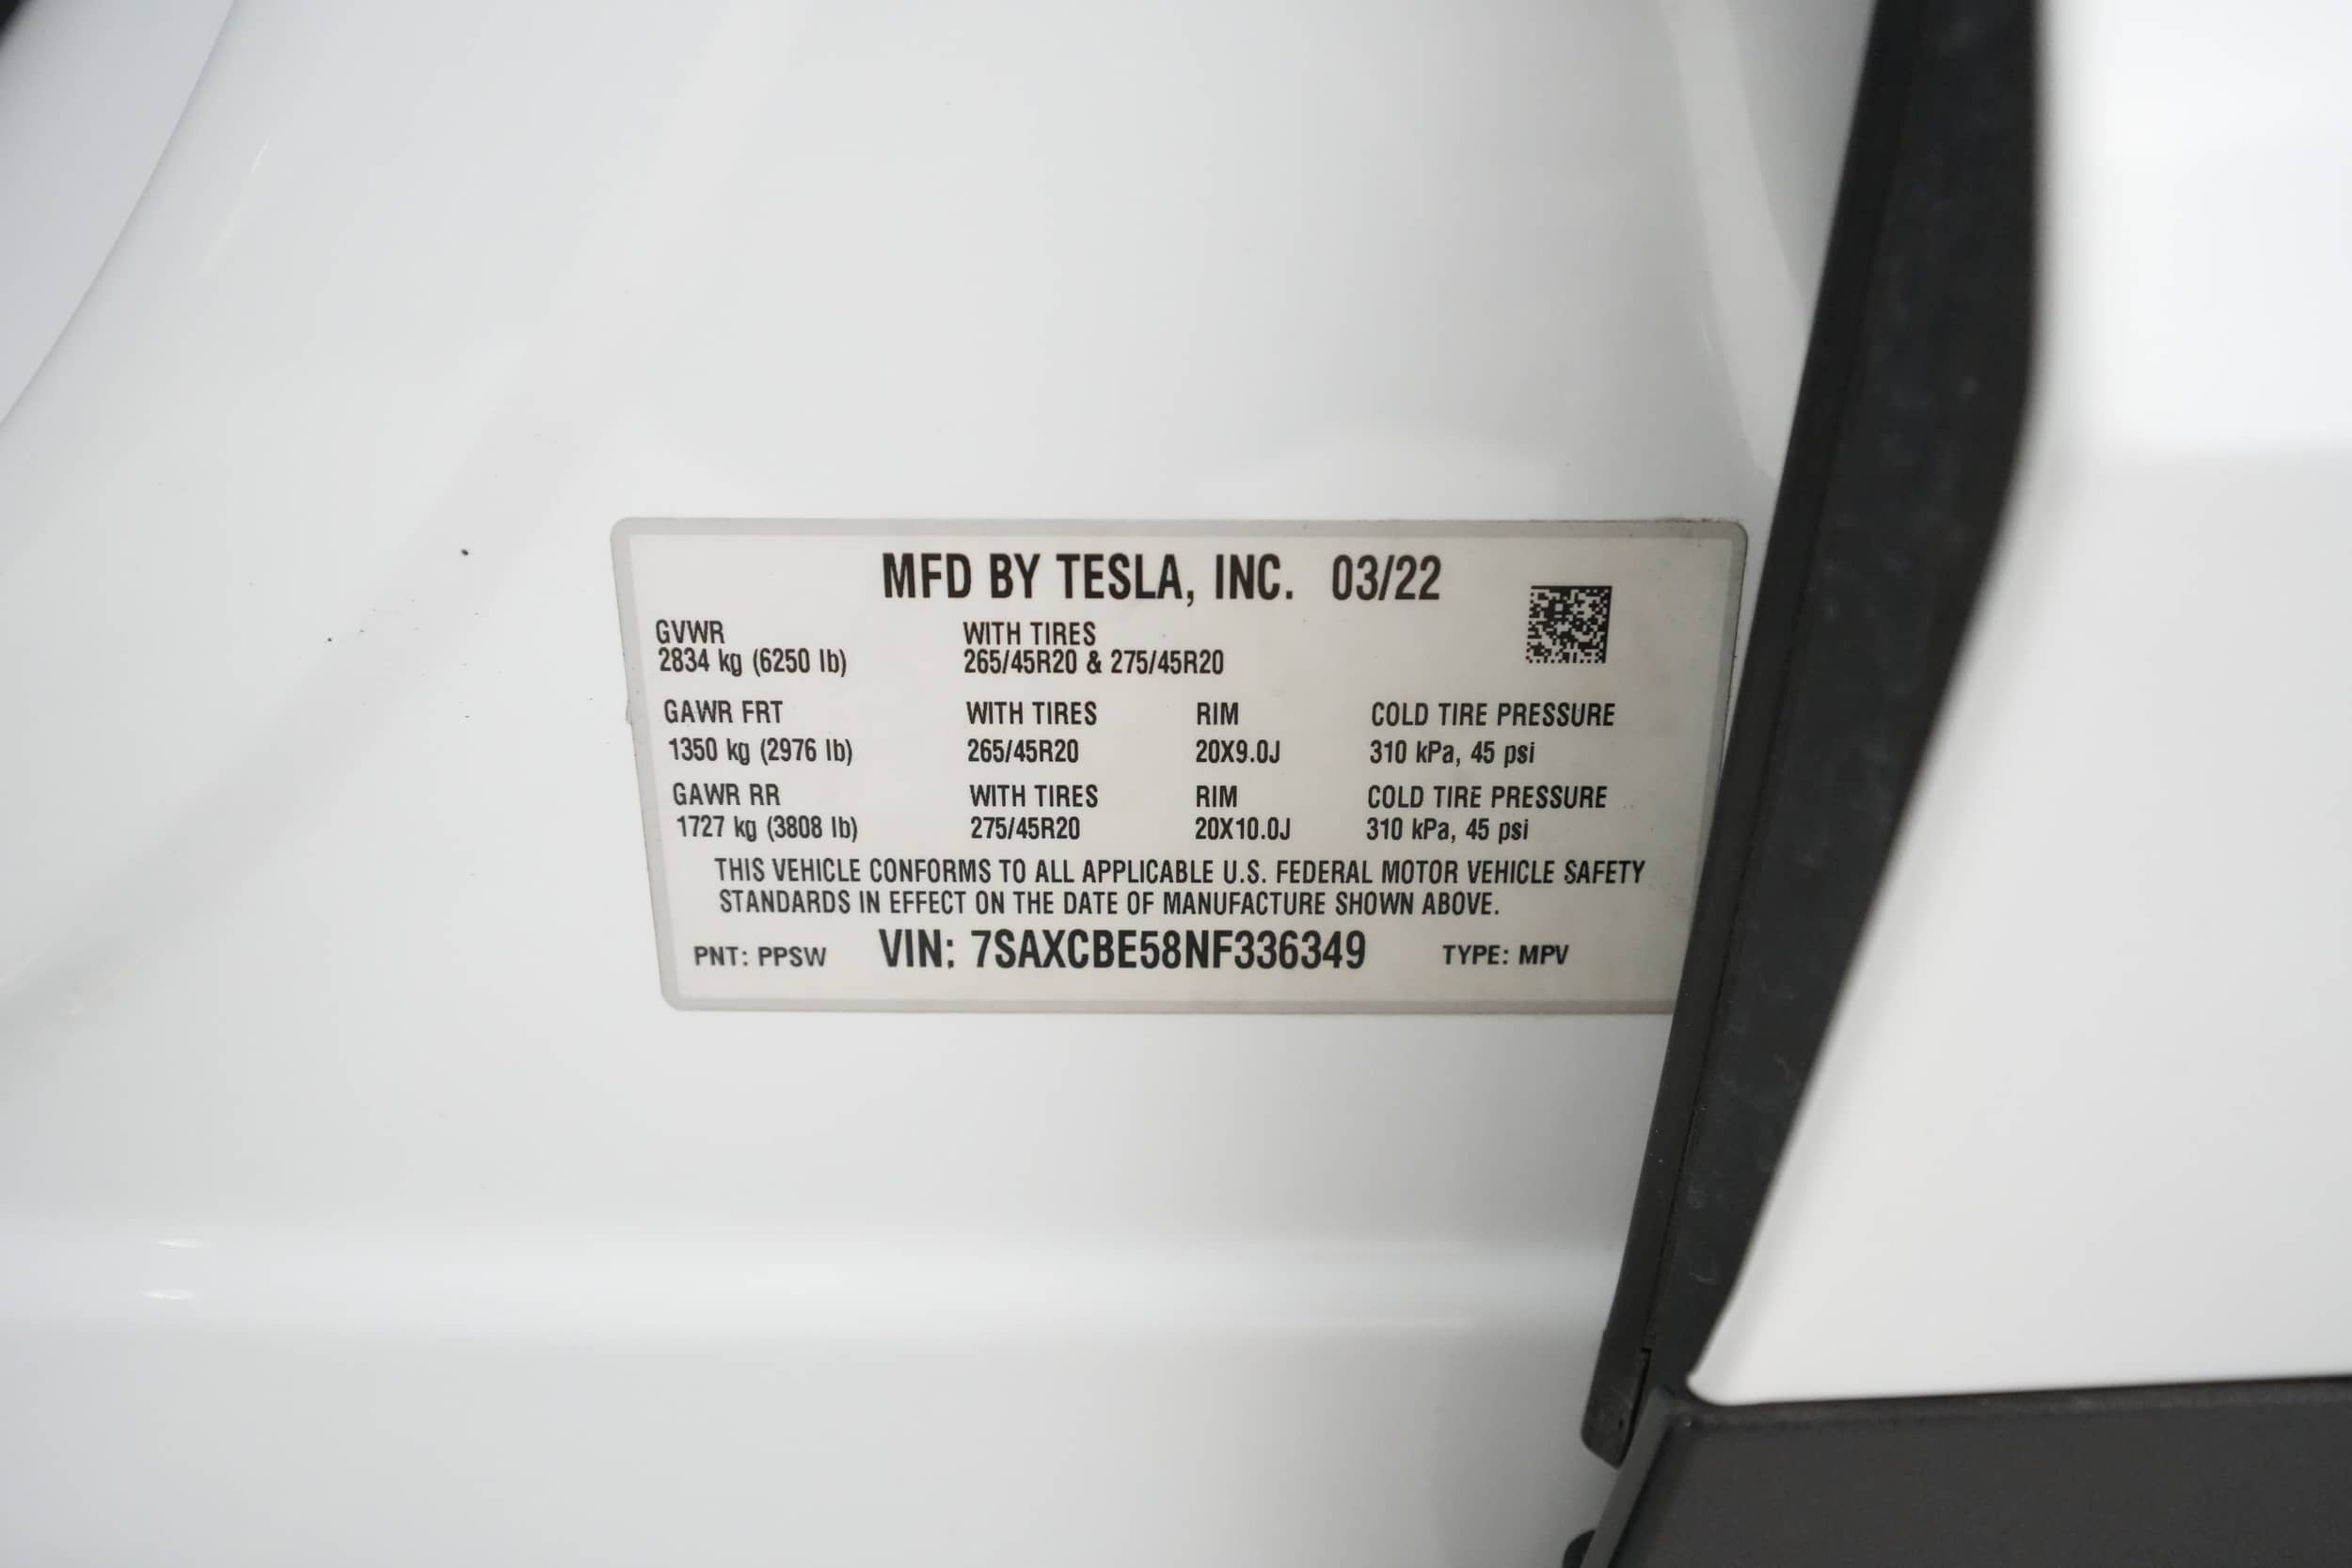 MFD BY TESLA, INC. 03/22
GVWR WITH TIRES
2834 kg (6250 lb) 265/45R20 & 275/45R20
GAWR FRT WITH TIRES RIM COLD TIRE PRESSURE
1350 kg (2976 lb) 265/45R20 20X9.0J 310 kPa, 45 psi
GAWR RR WITH TIRES RIM COLD TIRE PRESSURE
1727 kg (3808 lb) 275/45R20 20X10.0J 310 kPa, 45 psi
THIS VEHICLE CONFORMS TO ALL APPLICABLE U.S. FEDERAL MOTOR VEHICLE SAFETY
STANDARDS IN EFFECT ON THE DATE OF MANUFACTURE SHOWN ABOVE.
PNT: PPSW VIN: 7SAXCBE58NF336349 TYPE: MPV